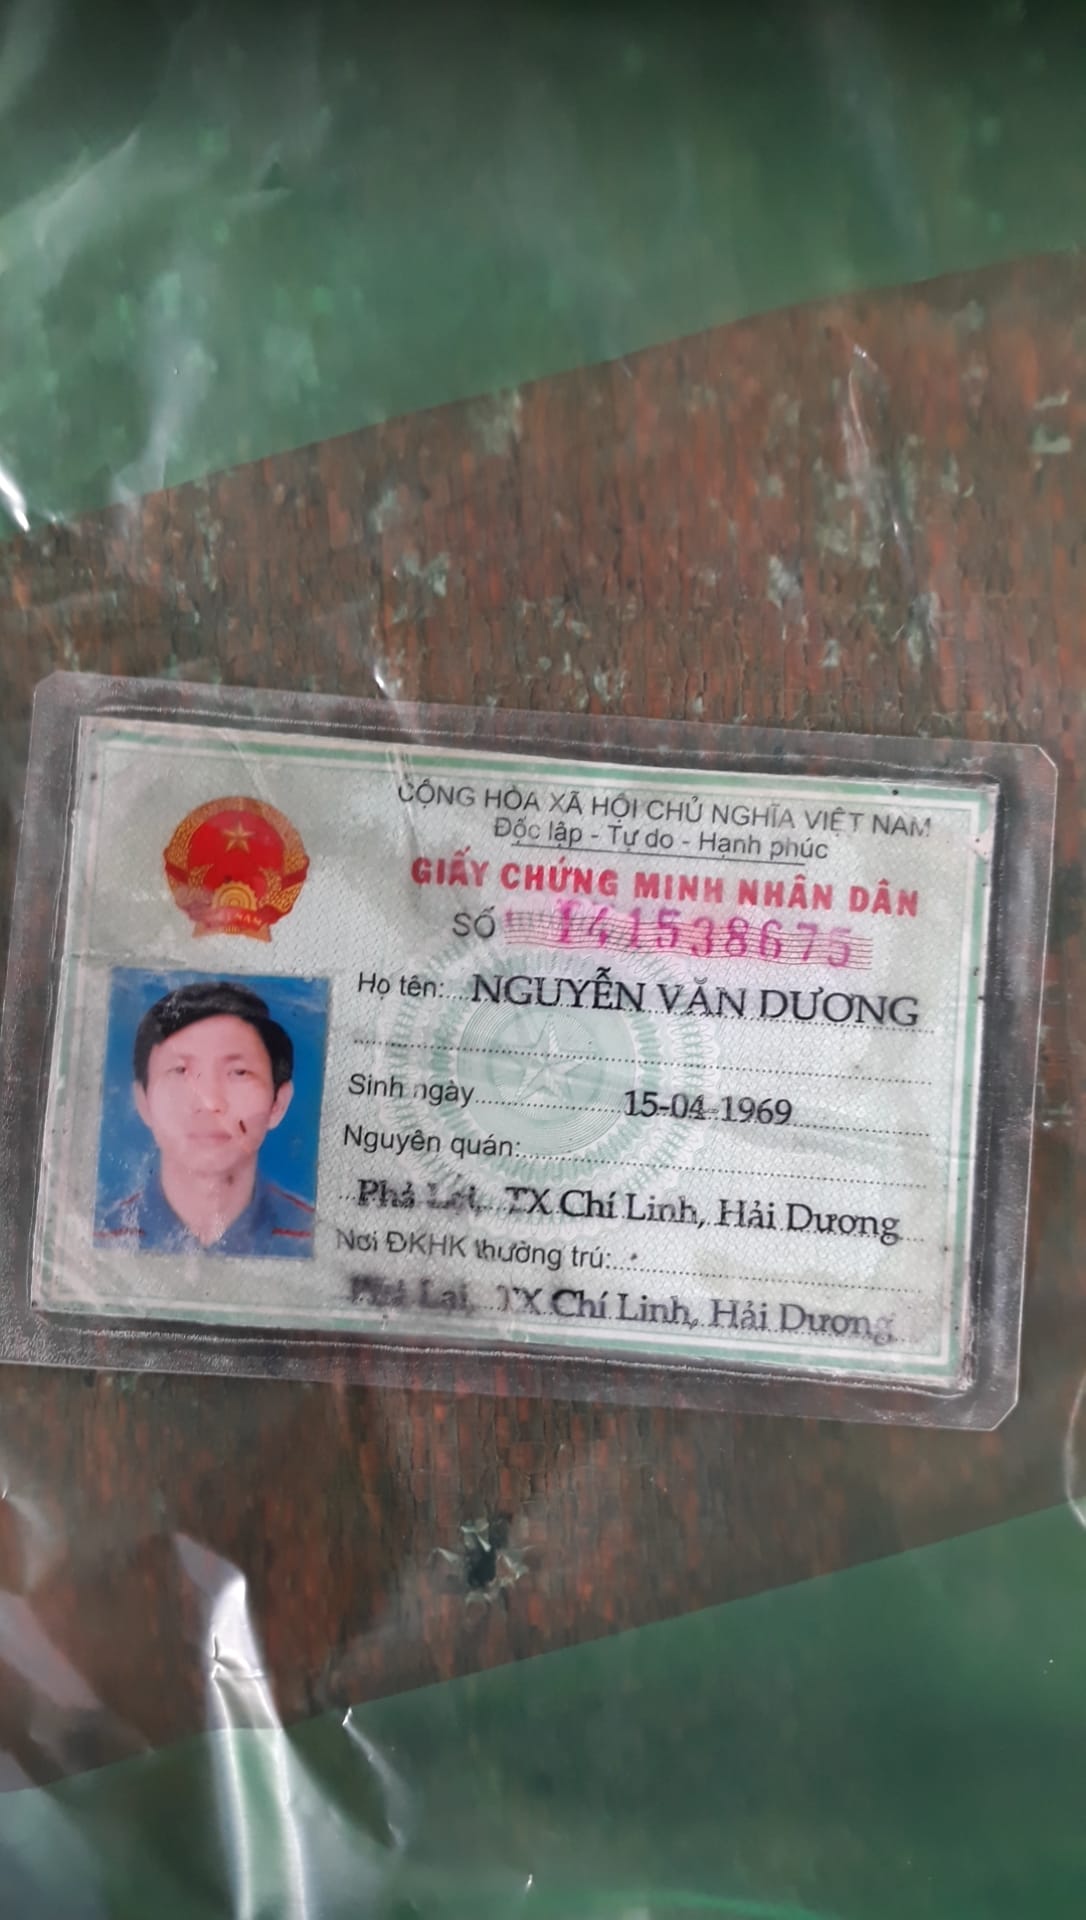 CỘNG HÒA XÃ HỘI CHỦ NGHĨA VIỆT NAM
Độc lập - Tự do - Hạnh phúc
GIẤY CHỨNG MINH NHÂN DÂN
SỐ 141538675
Họ tên: NGUYỄN VĂN DƯƠNG
Sinh ngày 15-04-1969
Nguyên quán:
Phả Lại, TX Chí Linh, Hải Dương
Nơi ĐKHK thường trú:
Phả Lại, TX Chí Linh, Hải Dương